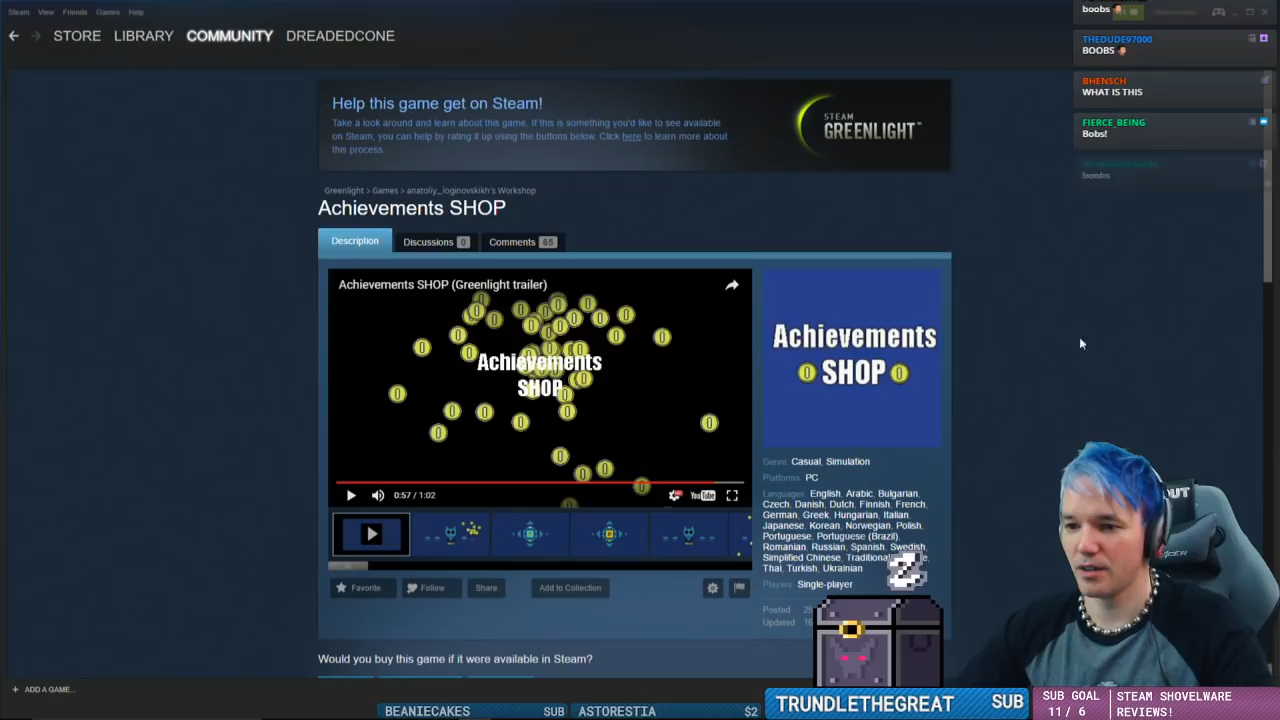 Steam View Friends Games Help
STORE LIBRARY COMMUNITY DREADEDCONE
boobs
THEDUDE97000
BOOBS
BHENSCH
WHAT IS THIS
FIERCE_BEING
Bobs!
boobs
Help this game get on Steam!
Take a look around and learn about this game. If this is something you'd like to see available
on Steam, you can help by rating it up using the buttons below. Click here to learn more about
this process.
STEAM
GREENLIGHT™
Greenlight > Games > anatoliy_loginovskikh's Workshop
Achievements SHOP
Description Discussions 0 Comments 65
Achievements SHOP (Greenlight trailer)
Achievements
SHOP
0:57 / 1:02
YouTube
Achievements
SHOP
Genre: Casual, Simulation
Platforms: PC
Languages: English, Arabic, Bulgarian,
Czech, Danish, Dutch, Finnish, French,
German, Greek, Hungarian, Italian,
Japanese, Korean, Norwegian, Polish,
Portuguese, Portuguese (Brazil),
Romanian, Russian, Spanish, Swedish,
Simplified Chinese,
Thai, Turkish, Ukrainian
Players: Single-player
Posted
Updated
Favorite Follow Share Add to Collection
Would you buy this game if it were available in Steam?
+ ADD A GAME...
BEANIECAKES SUB ASTORESTIA $2
TRUNDLETHEGREAT SUB
SUB GOAL
11 / 6
STEAM SHOVELWARE
REVIEWS!